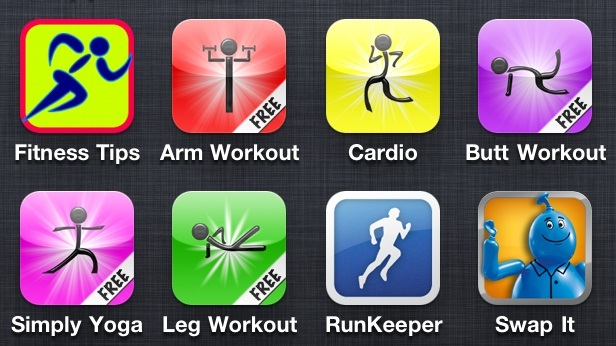 Fitness Tips
FREE
Arm Workout
Cardio
FREE
Butt Workout
FREE
Simply Yoga
FREE
Leg Workout
RunKeeper
Swap It